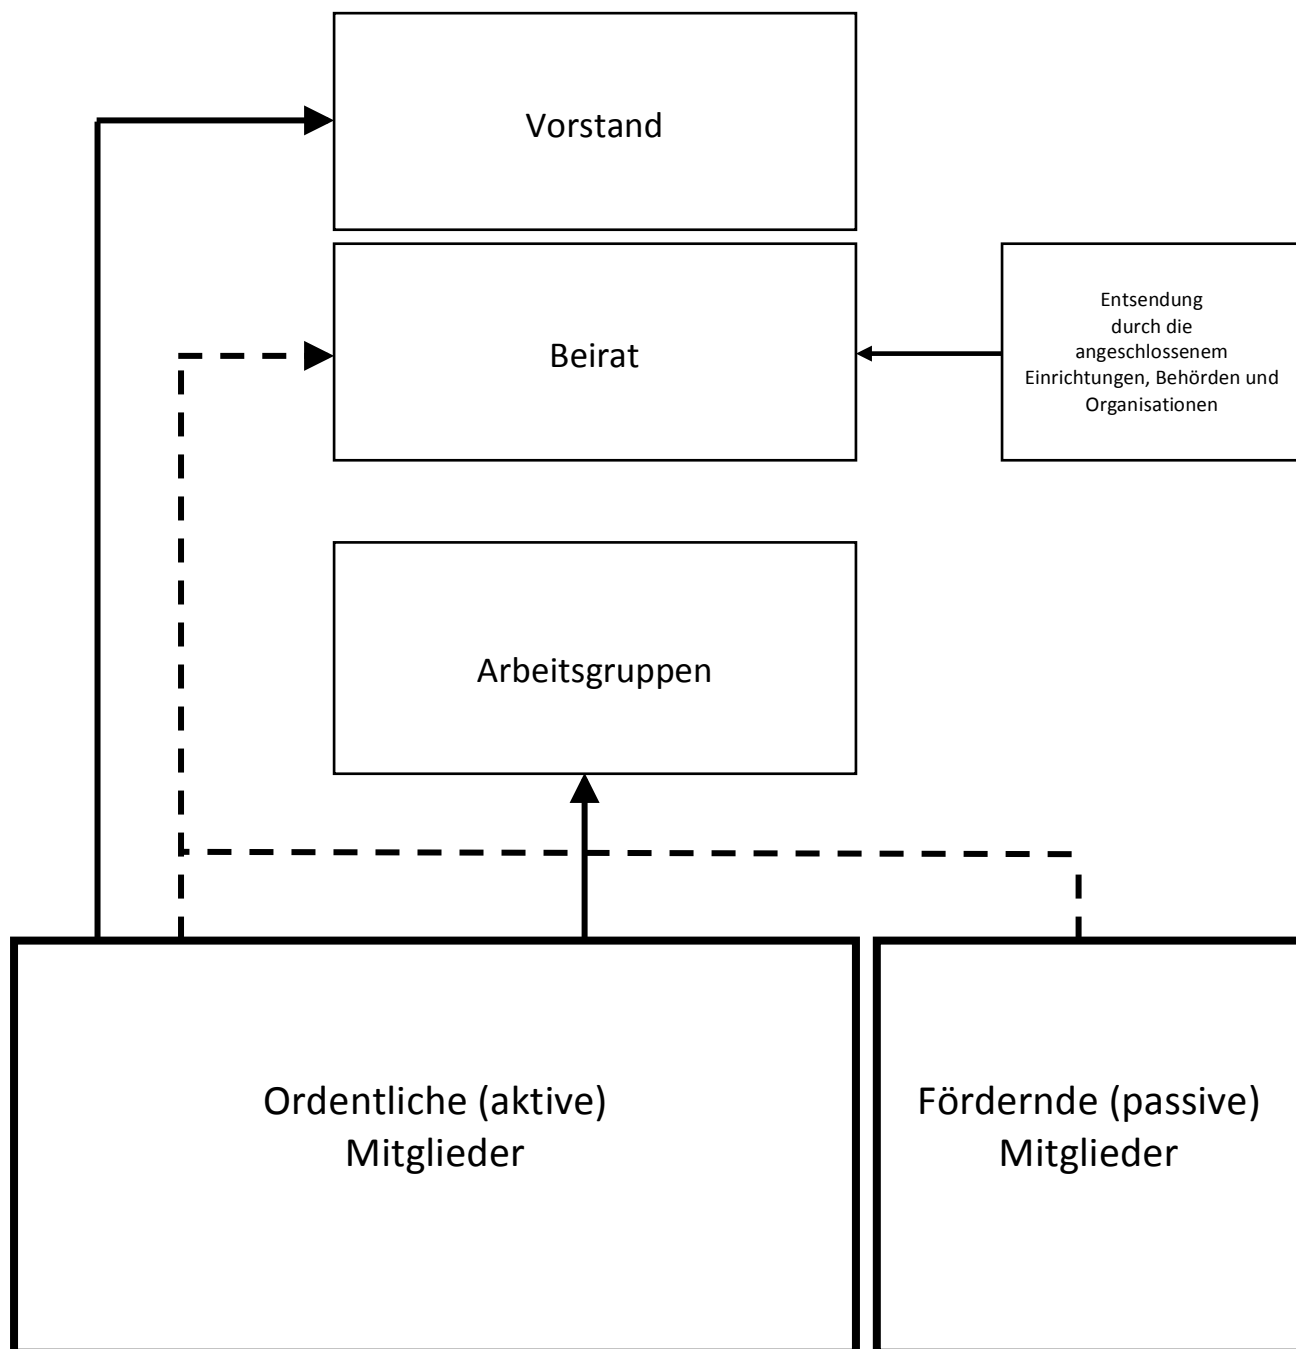 Vorstand
Beirat
Entsendung
durch die
angeschlossenem
Einrichtungen, Behörden und
Organisationen
Arbeitsgruppen
Ordentliche (aktive)
Mitglieder
Fördernde (passive)
Mitglieder